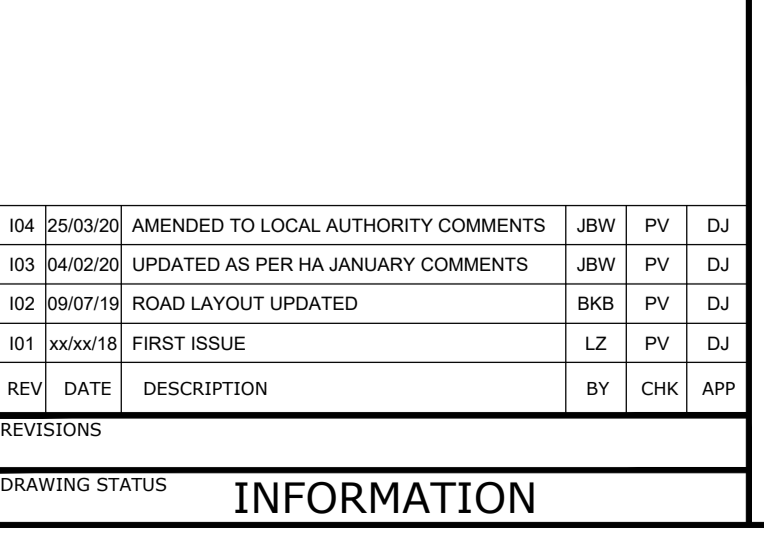 I04 25/03/20 AMENDED TO LOCAL AUTHORITY COMMENTS JBW PV DJ
I03 04/02/20 UPDATED AS PER HA JANUARY COMMENTS JBW PV DJ
I02 09/07/19 ROAD LAYOUT UPDATED BKB PV DJ
I01 xx/xx/18 FIRST ISSUE LZ PV DJ
REV DATE DESCRIPTION BY CHK APP
REVISIONS
DRAWING STATUS INFORMATION